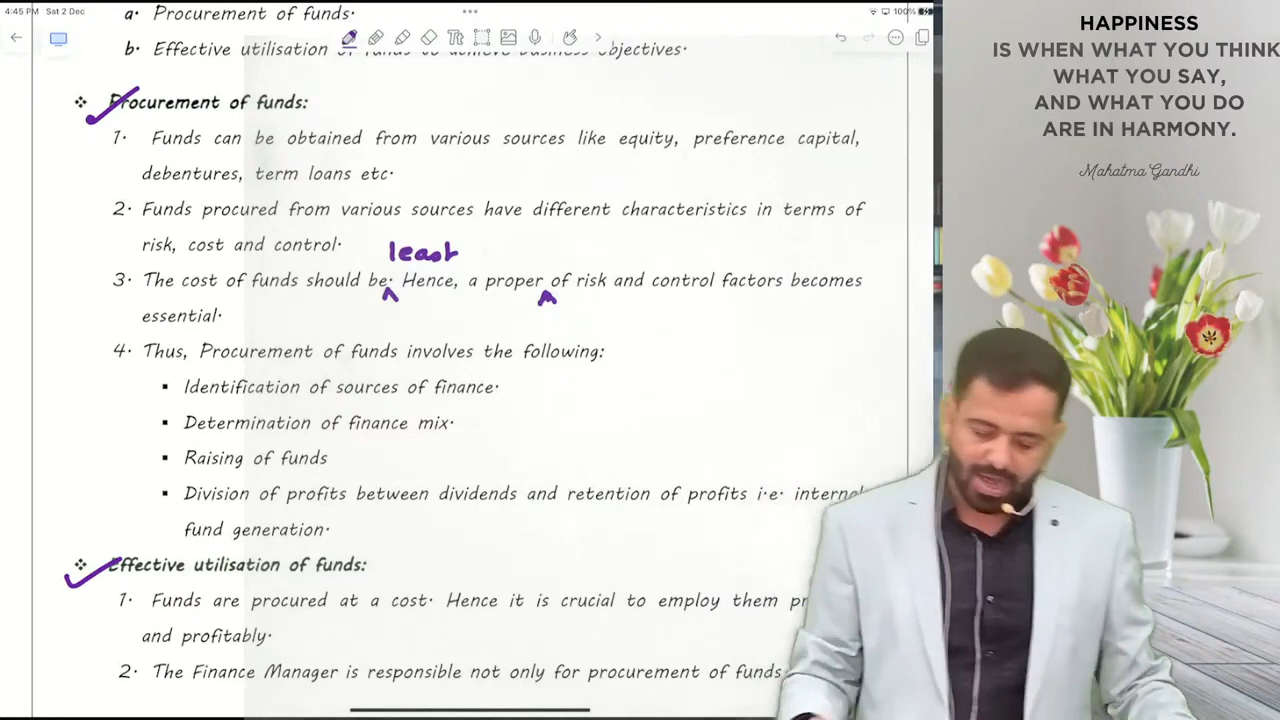 4:45 PM Sat 2 Dec
100%
a. Procurement of funds.
b. Effective utilisation of funds to achieve business objectives.
❖ Procurement of funds:
1. Funds can be obtained from various sources like equity, preference capital,
debentures, term loans etc.
2. Funds procured from various sources have different characteristics in terms of
risk, cost and control.
least
3. The cost of funds should be. Hence, a proper of risk and control factors becomes
essential.
4. Thus, Procurement of funds involves the following:
▪ Identification of sources of finance.
▪ Determination of finance mix.
▪ Raising of funds
▪ Division of profits between dividends and retention of profits i.e. internal
fund generation.
❖ Effective utilisation of funds:
1. Funds are procured at a cost. Hence it is crucial to employ them
and profitably.
2. The Finance Manager is responsible not only for procurement of funds
HAPPINESS
IS WHEN WHAT YOU THINK
WHAT YOU SAY,
AND WHAT YOU DO
ARE IN HARMONY.
Mahatma Gandhi